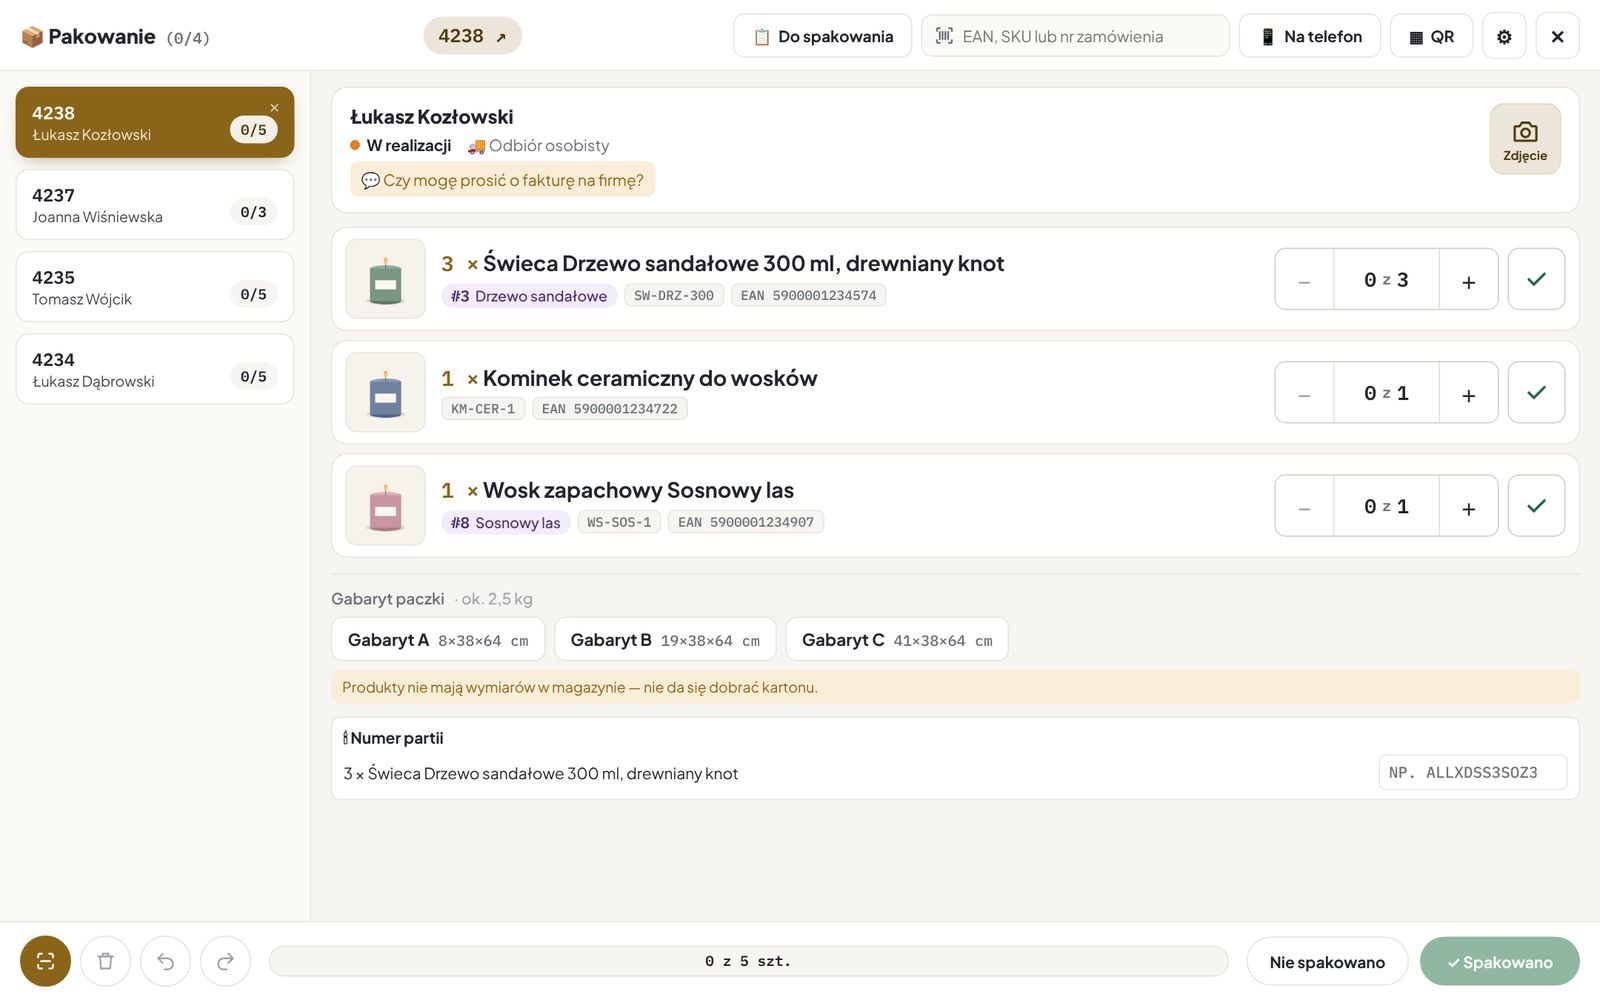 Pakowanie (0/4)
4238 ↗
Do spakowania
EAN, SKU lub nr zamówienia
Na telefon
QR
4238
Łukasz Kozłowski
0/5
4237
Joanna Wiśniewska
0/3
4235
Tomasz Wójcik
0/5
4234
Łukasz Dąbrowski
0/5
Łukasz Kozłowski
W realizacji Odbiór osobisty
Czy mogę prosić o fakturę na firmę?
Zdjęcie
3 × Świeca Drzewo sandałowe 300 ml, drewniany knot
#3 Drzewo sandałowe SW-DRZ-300 EAN 5900001234574
− 0 z 3 +
1 × Kominek ceramiczny do wosków
KM-CER-1 EAN 5900001234722
− 0 z 1 +
1 × Wosk zapachowy Sosnowy las
#8 Sosnowy las WS-SOS-1 EAN 5900001234907
− 0 z 1 +
Gabaryt paczki · ok. 2,5 kg
Gabaryt A 8×38×64 cm
Gabaryt B 19×38×64 cm
Gabaryt C 41×38×64 cm
Produkty nie mają wymiarów w magazynie — nie da się dobrać kartonu.
Numer partii
3 × Świeca Drzewo sandałowe 300 ml, drewniany knot
NP. ALLXDSS3SOZ3
0 z 5 szt.
Nie spakowano
✓ Spakowano